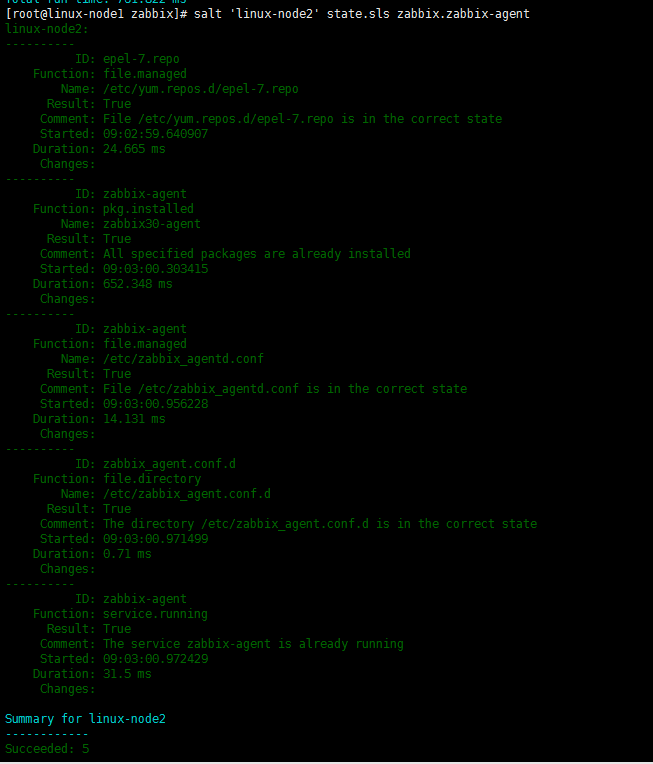 Total run time: 781.822 ms
[root@linux-node1 zabbix]# salt 'linux-node2' state.sls zabbix.zabbix-agent
linux-node2:
----------
          ID: epel-7.repo
    Function: file.managed
        Name: /etc/yum.repos.d/epel-7.repo
      Result: True
     Comment: File /etc/yum.repos.d/epel-7.repo is in the correct state
     Started: 09:02:59.640907
    Duration: 24.665 ms
     Changes:
----------
          ID: zabbix-agent
    Function: pkg.installed
        Name: zabbix30-agent
      Result: True
     Comment: All specified packages are already installed
     Started: 09:03:00.303415
    Duration: 652.348 ms
     Changes:
----------
          ID: zabbix-agent
    Function: file.managed
        Name: /etc/zabbix_agentd.conf
      Result: True
     Comment: File /etc/zabbix_agentd.conf is in the correct state
     Started: 09:03:00.956228
    Duration: 14.131 ms
     Changes:
----------
          ID: zabbix_agent.conf.d
    Function: file.directory
        Name: /etc/zabbix_agent.conf.d
      Result: True
     Comment: The directory /etc/zabbix_agent.conf.d is in the correct state
     Started: 09:03:00.971499
    Duration: 0.71 ms
     Changes:
----------
          ID: zabbix-agent
    Function: service.running
      Result: True
     Comment: The service zabbix-agent is already running
     Started: 09:03:00.972429
    Duration: 31.5 ms
     Changes:
Summary for linux-node2
------------
Succeeded: 5